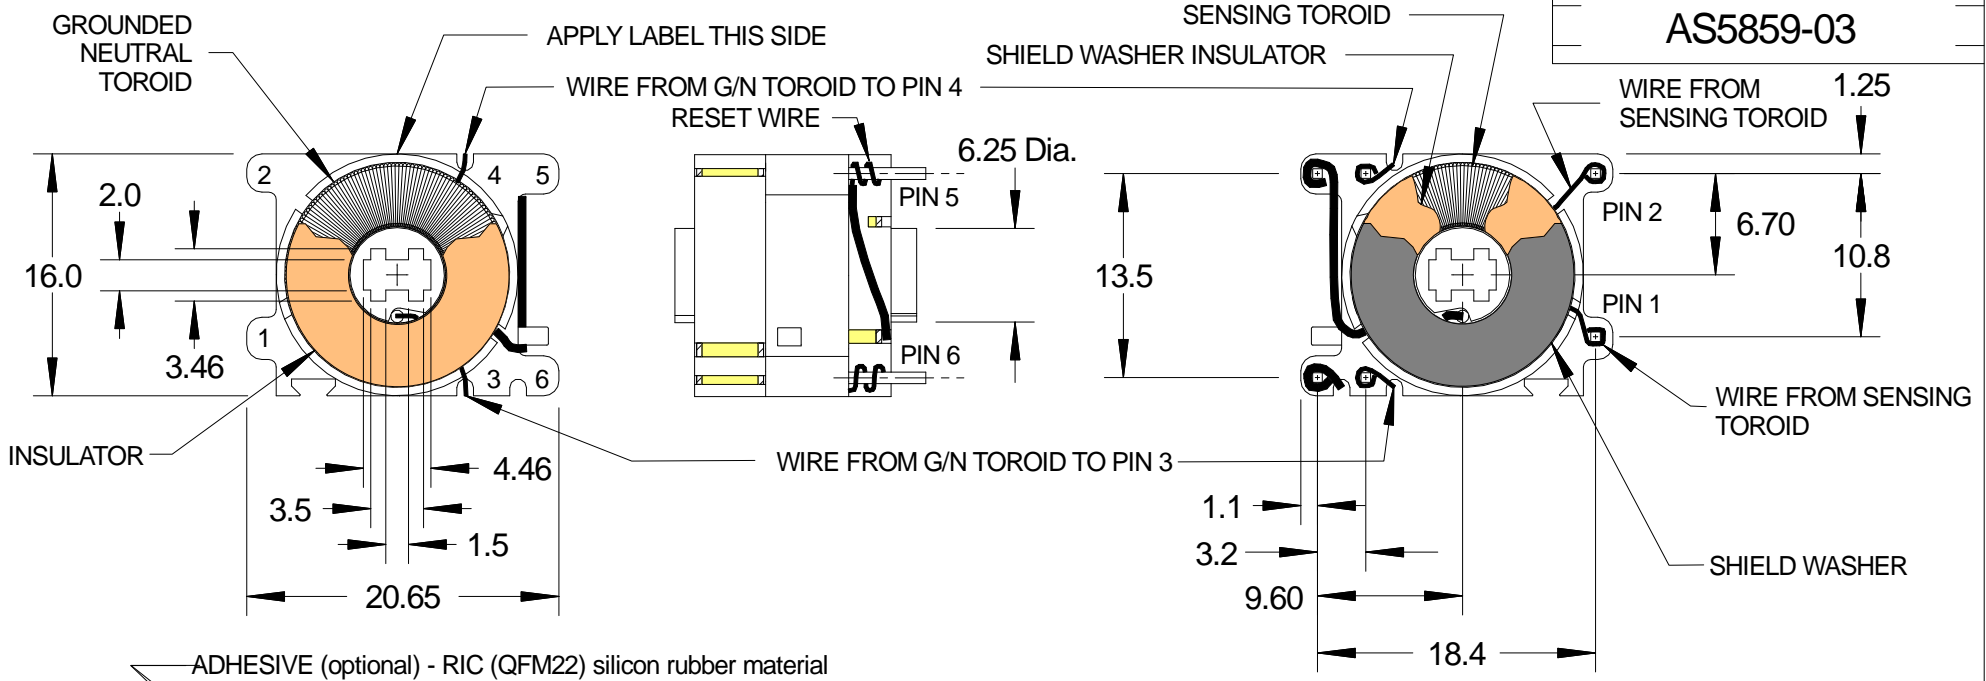 GROUNDED
NEUTRAL
TOROID
APPLY LABEL THIS SIDE
WIRE FROM G/N TOROID TO PIN 4
RESET WIRE
SENSING TOROID
SHIELD WASHER INSULATOR
AS5859-03
WIRE FROM
SENSING TOROID
1.25
6.25 Dia.
2
4
5
2.0
16.0
1
3.46
3
6
PIN 5
PIN 6
13.5
PIN 2
6.70
10.8
PIN 1
INSULATOR
4.46
3.5
1.5
20.65
WIRE FROM G/N TOROID TO PIN 3
WIRE FROM SENSING
TOROID
1.1
3.2
9.60
SHIELD WASHER
18.4
ADHESIVE (optional) - RIC (QFM22) silicon rubber material